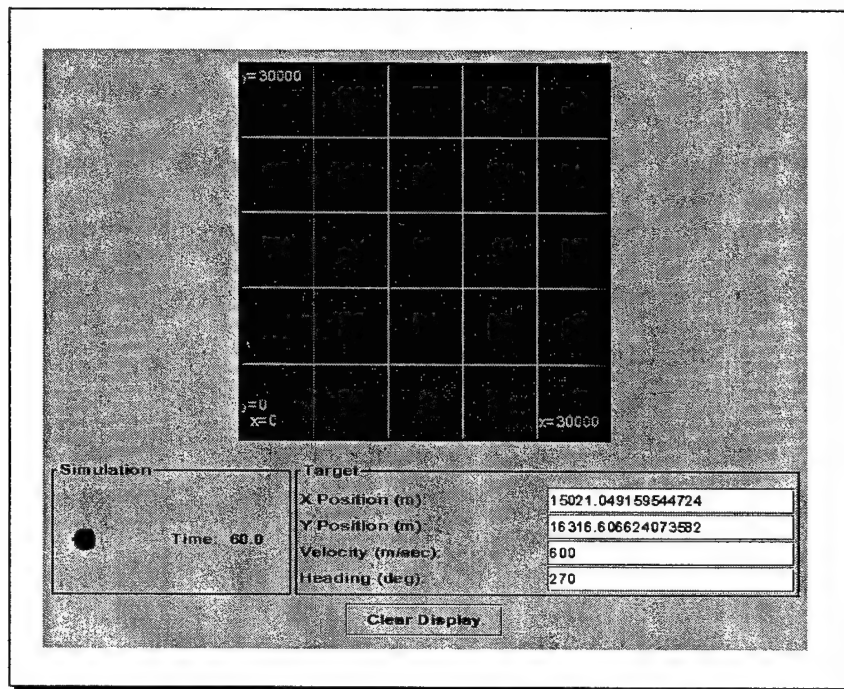 y=30000
y=0
x=0
x=30000
Simulation
Time: 60.0
Target
X Position (m):
15021.049159544724
Y Position (m):
16316.606624073582
Velocity (m/sec):
600
Heading (deg):
270
Clear Display